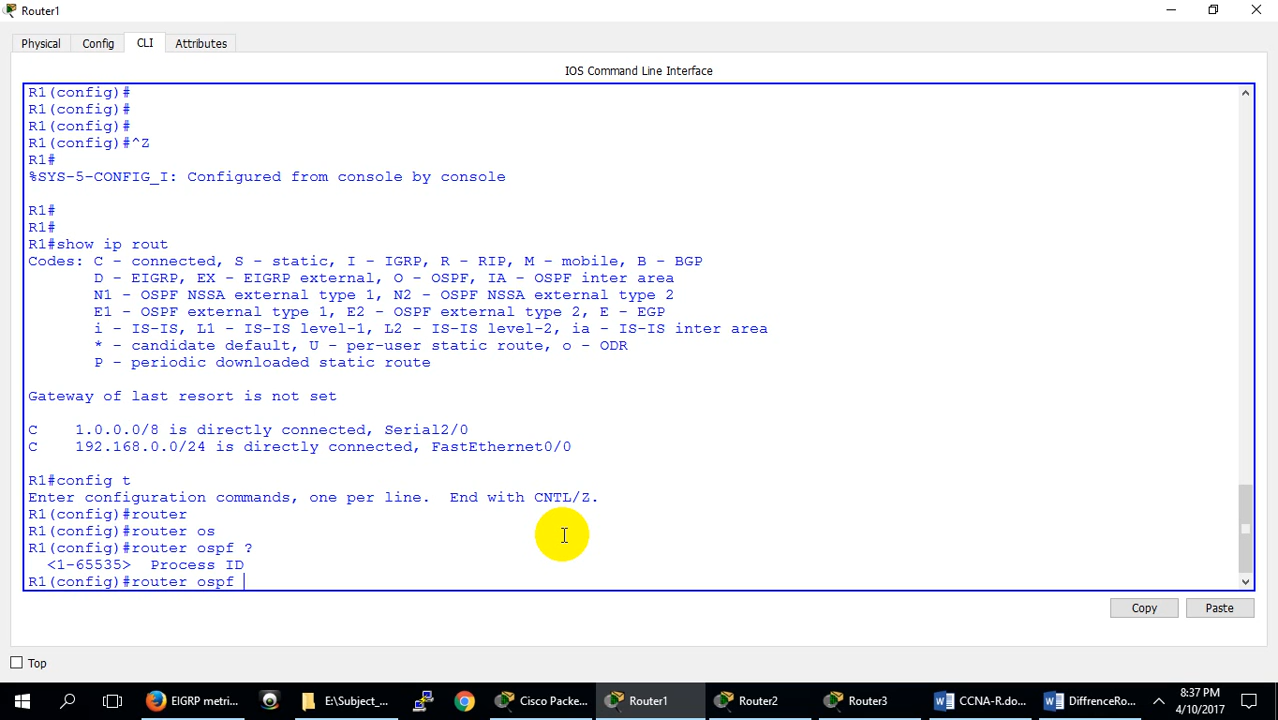 Router1
Physical Config CLI Attributes
IOS Command Line Interface
R1(config)#
R1(config)#
R1(config)#
R1(config)#^Z
R1#
%SYS-5-CONFIG_I: Configured from console by console
R1#
R1#
R1#show ip rout
Codes: C - connected, S - static, I - IGRP, R - RIP, M - mobile, B - BGP
D - EIGRP, EX - EIGRP external, O - OSPF, IA - OSPF inter area
N1 - OSPF NSSA external type 1, N2 - OSPF NSSA external type 2
E1 - OSPF external type 1, E2 - OSPF external type 2, E - EGP
i - IS-IS, L1 - IS-IS level-1, L2 - IS-IS level-2, ia - IS-IS inter area
* - candidate default, U - per-user static route, o - ODR
P - periodic downloaded static route
Gateway of last resort is not set
C 1.0.0.0/8 is directly connected, Serial2/0
C 192.168.0.0/24 is directly connected, FastEthernet0/0
R1#config t
Enter configuration commands, one per line. End with CNTL/Z.
R1(config)#router
R1(config)#router os
R1(config)#router ospf ?
<1-65535> Process ID
R1(config)#router ospf
Copy Paste
Top
EIGRP metri... E:\Subject_... Cisco Packe... Router1 Router2 Router3 CCNA-R.do... DiffrenceRo... 8:37 PM
4/10/2017